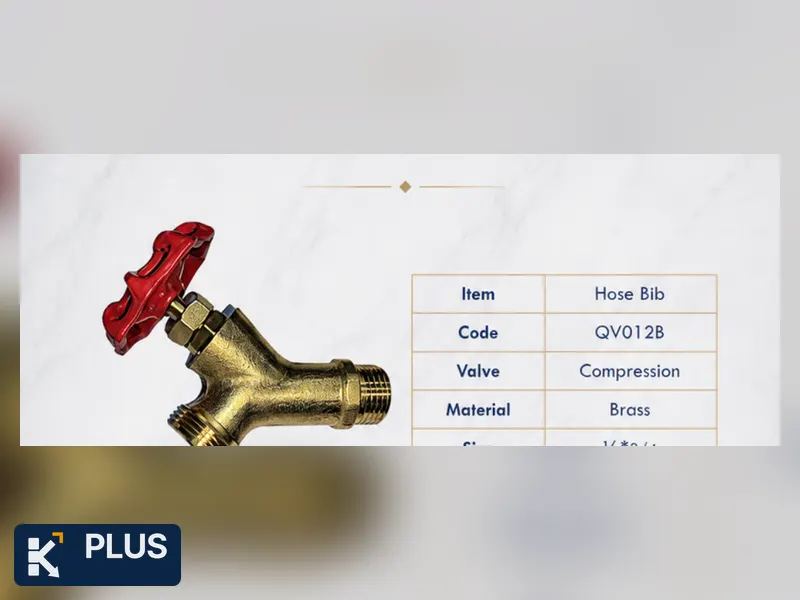 Item Hose Bib
Code QV012B
Valve Compression
Material Brass
PLUS